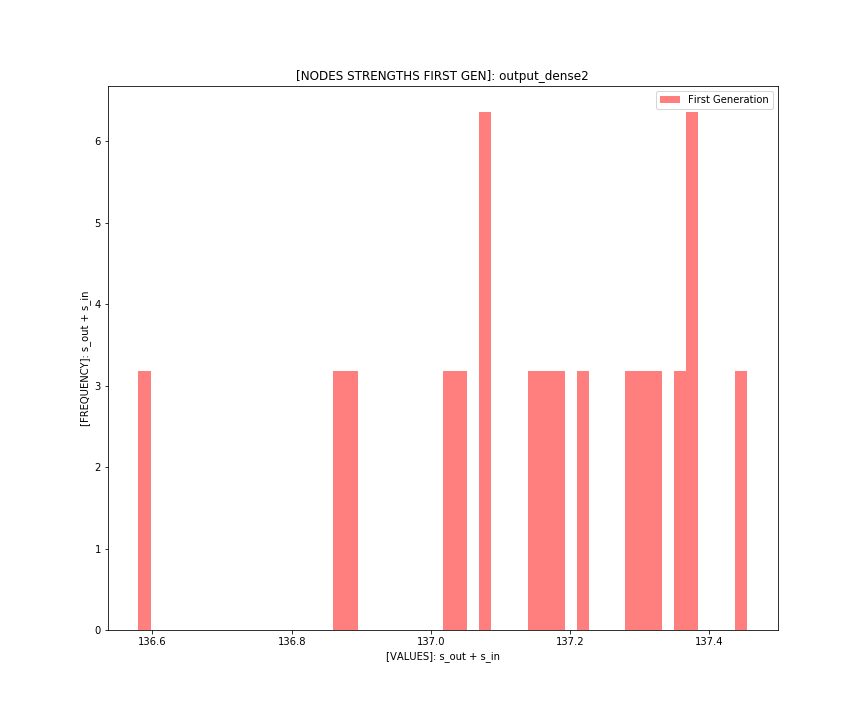 [NODES STRENGTHS FIRST GEN]: output_dense2
First Generation
6
5
4
3
2
1
0
[FREQUENCY]: s_out + s_in
136.6 136.8 137.0 137.2 137.4
[VALUES]: s_out + s_in